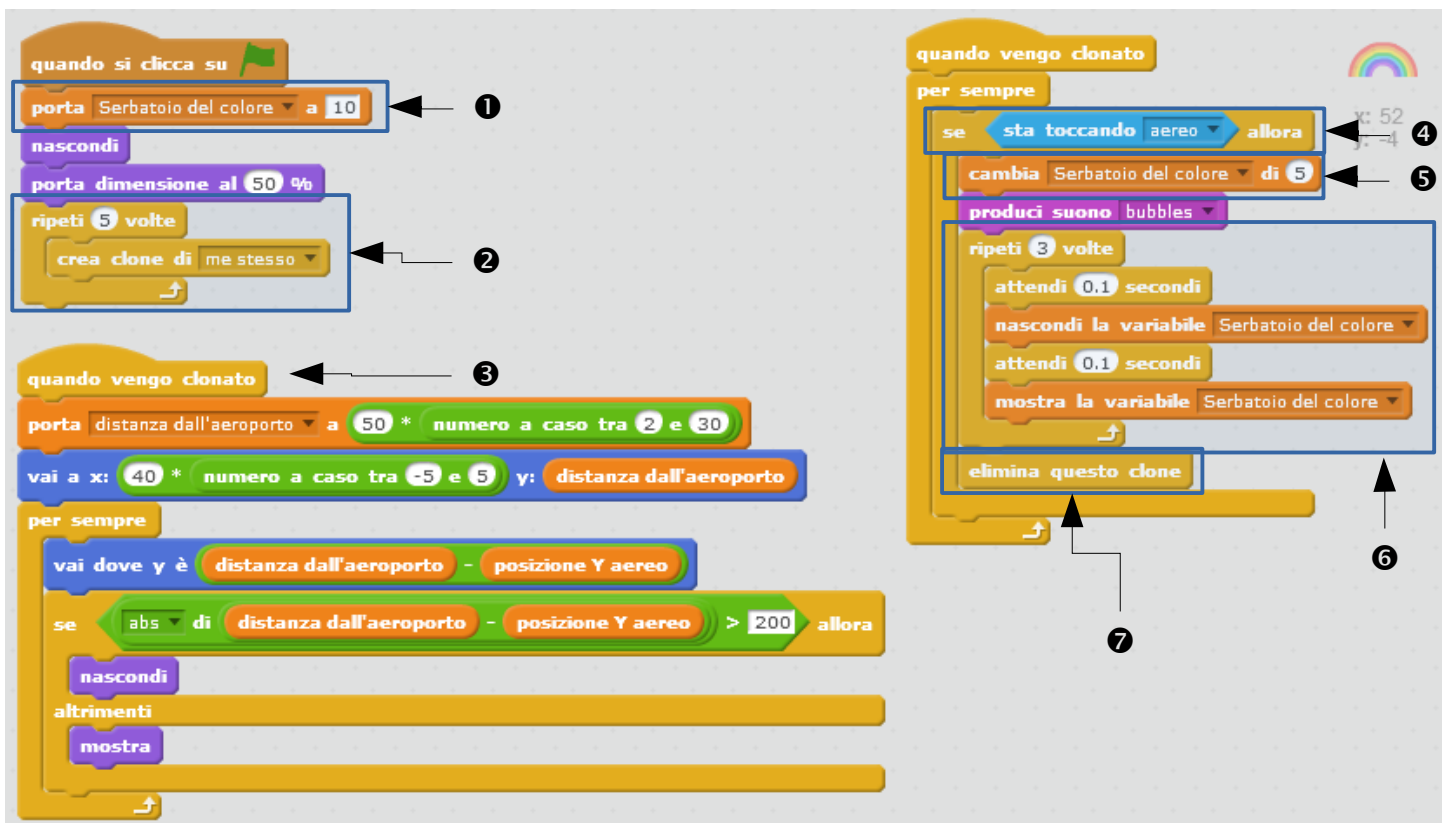 quando si clicca su
porta Serbatoio del colore a 10
❶
nascondi
porta dimensione al 50 %
ripeti 5 volte
crea clone di me stesso
❷
quando vengo clonato
❸
porta distanza dall'aeroporto a 50 * numero a caso tra 2 e 30
vai a x: 40 * numero a caso tra -5 e 5 y: distanza dall'aeroporto
per sempre
vai dove y è distanza dall'aeroporto - posizione Y aereo
se abs di distanza dall'aeroporto - posizione Y aereo > 200 allora
nascondi
altrimenti
mostra
quando vengo clonato
per sempre
x: 52
y: -4
se sta toccando aereo allora
❹
cambia Serbatoio del colore di 5
❺
produci suono bubbles
ripeti 3 volte
attendi 0.1 secondi
nascondi la variabile Serbatoio del colore
attendi 0.1 secondi
mostra la variabile Serbatoio del colore
❻
elimina questo clone
❼